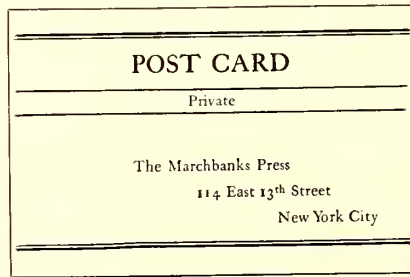 POST CARD
Private
The Marchbanks Press
114 East 13th Street
New York City